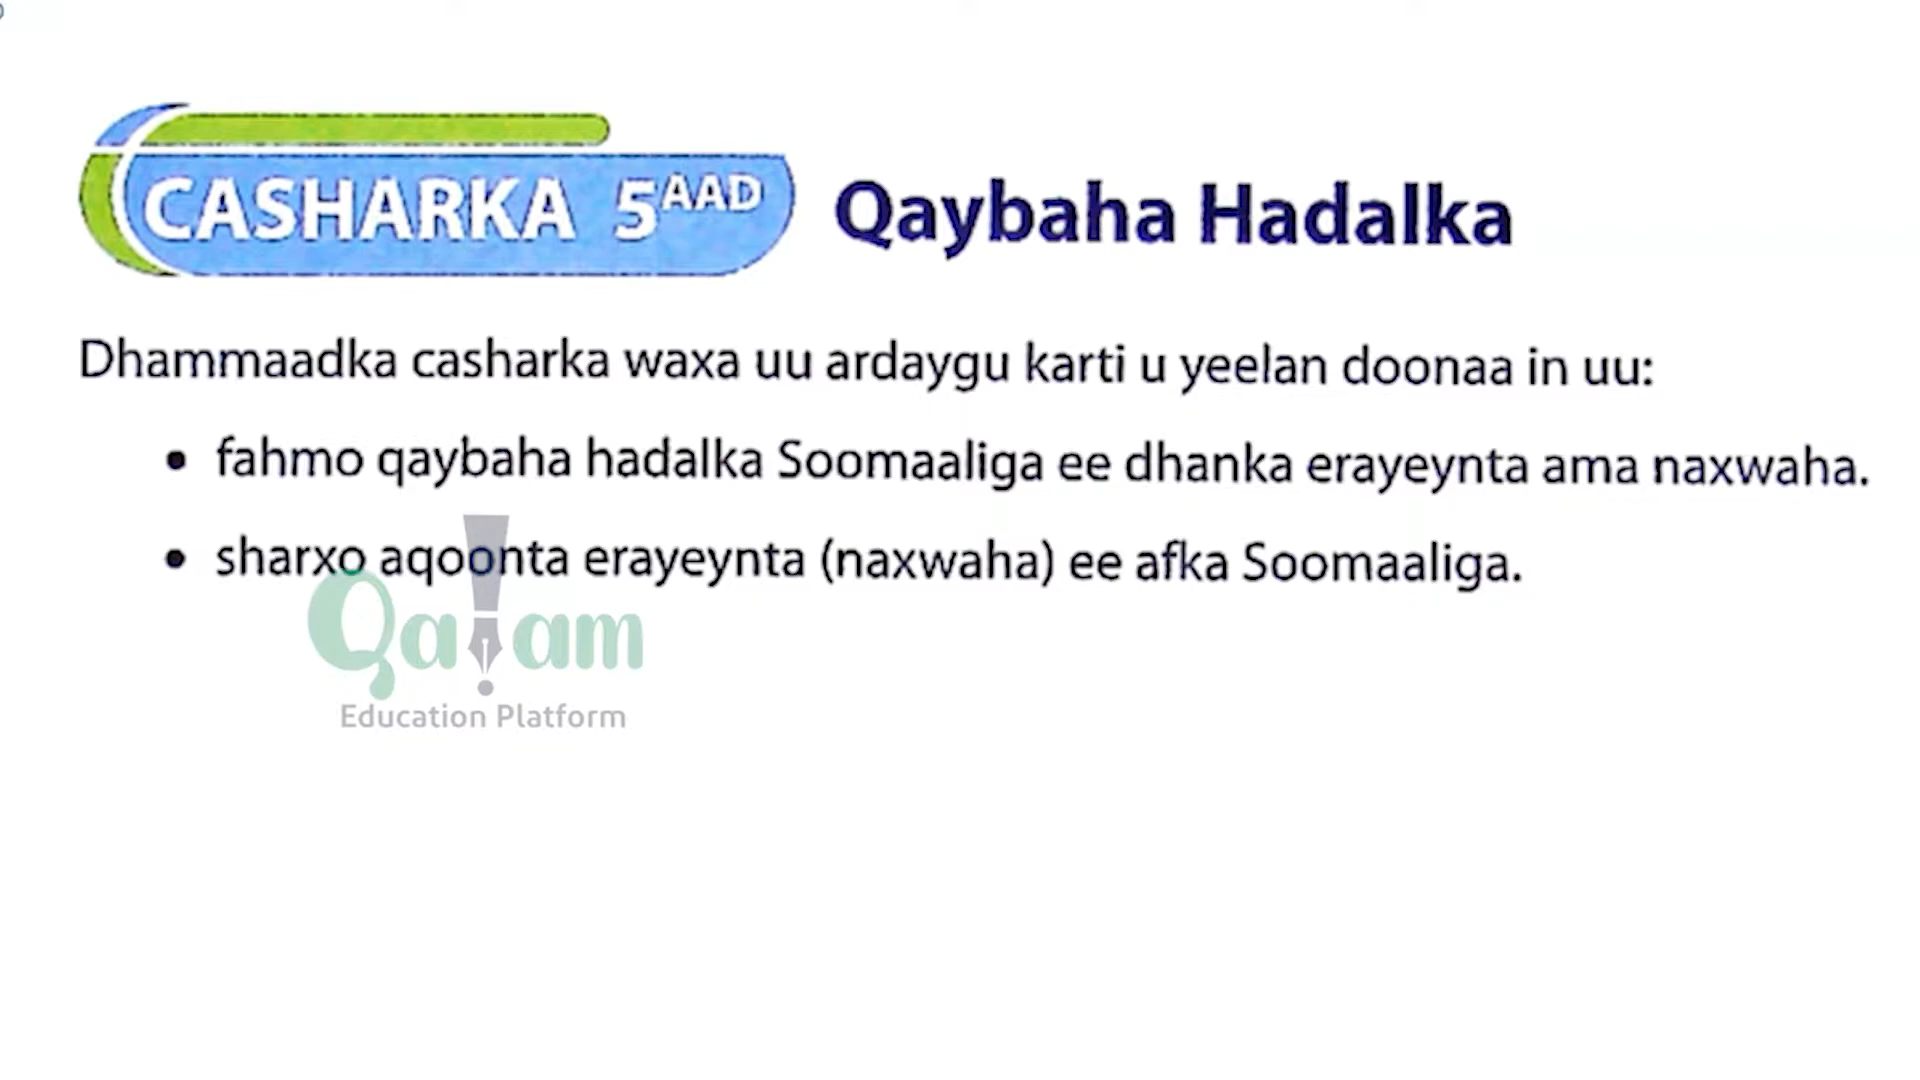 CASHARKA 5AAD Qaybaha Hadalka
Dhammaadka casharka waxa uu ardaygu karti u yeelan doonaa in uu:
• fahmo qaybaha hadalka Soomaaliga ee dhanka erayeynta ama naxwaha.
• sharxo aqoonta erayeynta (naxwaha) ee afka Soomaaliga.
Qalam
Education Platform